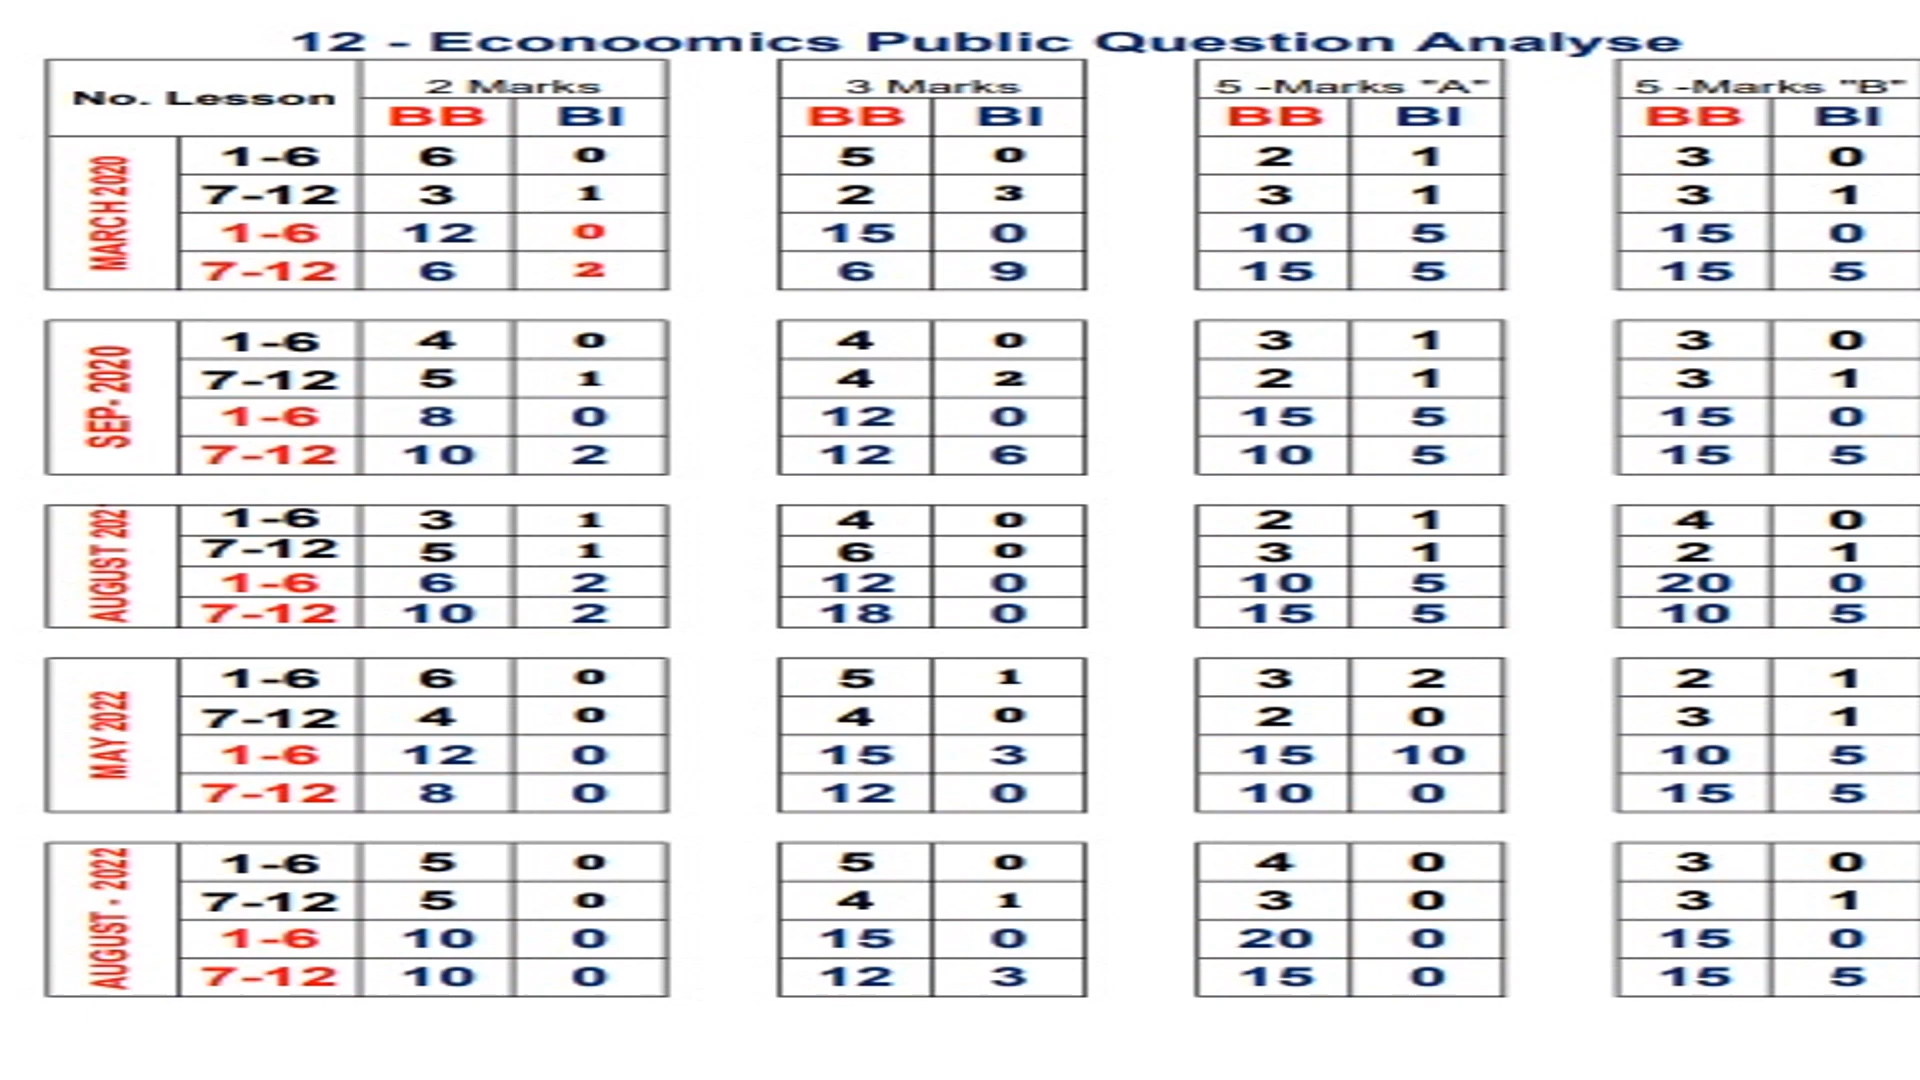 12 - Econoomics Public Question Analyse
No. Lesson 2 Marks 3 Marks 5 -Marks "A" 5 -Marks "B"
BB BI BB BI BB BI BB BI
MARCH 2020
1-6 6 0 5 0 2 1 3 0
7-12 3 1 2 3 3 1 3 1
1-6 12 0 15 0 10 5 15 0
7-12 6 2 6 9 15 5 15 5
SEP- 2020
1-6 4 0 4 0 3 1 3 0
7-12 5 1 4 2 2 1 3 1
1-6 8 0 12 0 15 5 15 0
7-12 10 2 12 6 10 5 15 5
AUGUST 202
1-6 3 1 4 0 2 1 4 0
7-12 5 1 6 0 3 1 2 1
1-6 6 2 12 0 10 5 20 0
7-12 10 2 18 0 15 5 10 5
MAY 2022
1-6 6 0 5 1 3 2 2 1
7-12 4 0 4 0 2 0 3 1
1-6 12 0 15 3 15 10 10 5
7-12 8 0 12 0 10 0 15 5
AUGUST - 2022
1-6 5 0 5 0 4 0 3 0
7-12 5 0 4 1 3 0 3 1
1-6 10 0 15 0 20 0 15 0
7-12 10 0 12 3 15 0 15 5